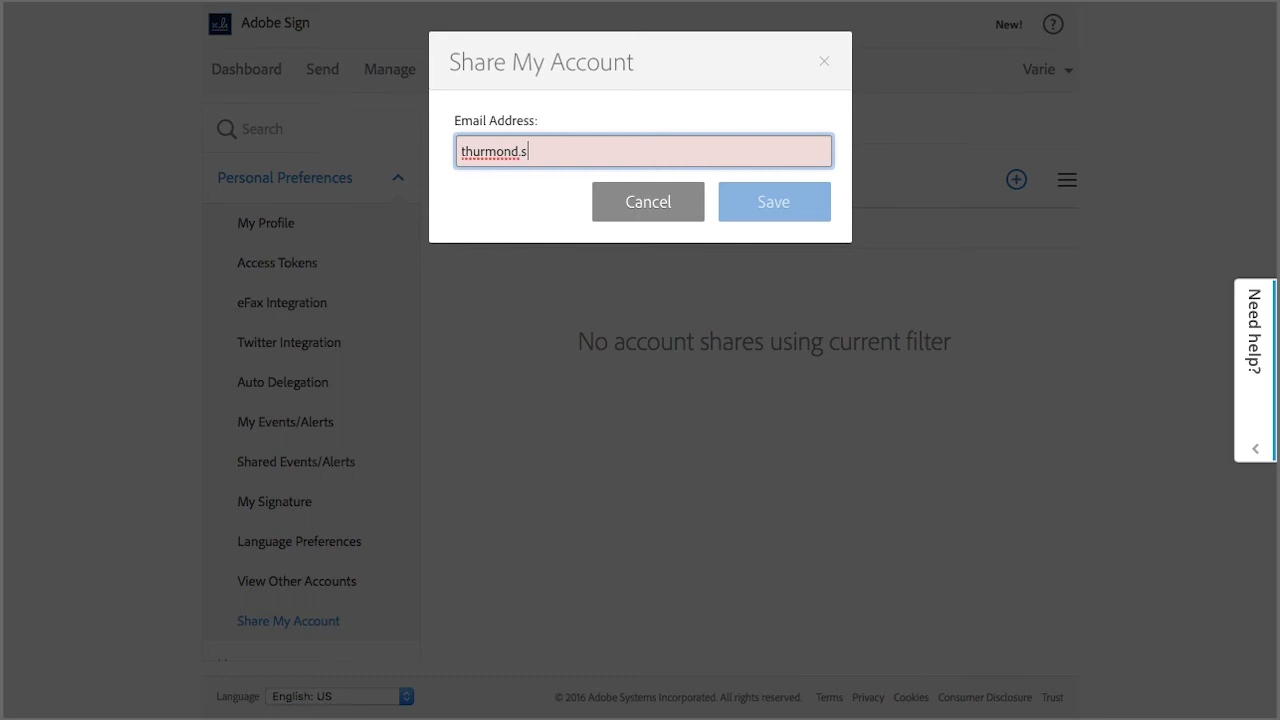 Adobe Sign
New!
?
Dashboard Send Manage
Varie
Share My Account
×
Email Address:
thurmond.s
Cancel Save
Search
Personal Preferences
My Profile
Access Tokens
eFax Integration
Twitter Integration
Auto Delegation
My Events/Alerts
Shared Events/Alerts
My Signature
Language Preferences
View Other Accounts
Share My Account
No account shares using current filter
Need help?
Language English: US
© 2016 Adobe Systems Incorporated. All rights reserved. Terms Privacy Cookies Consumer Disclosure Trust